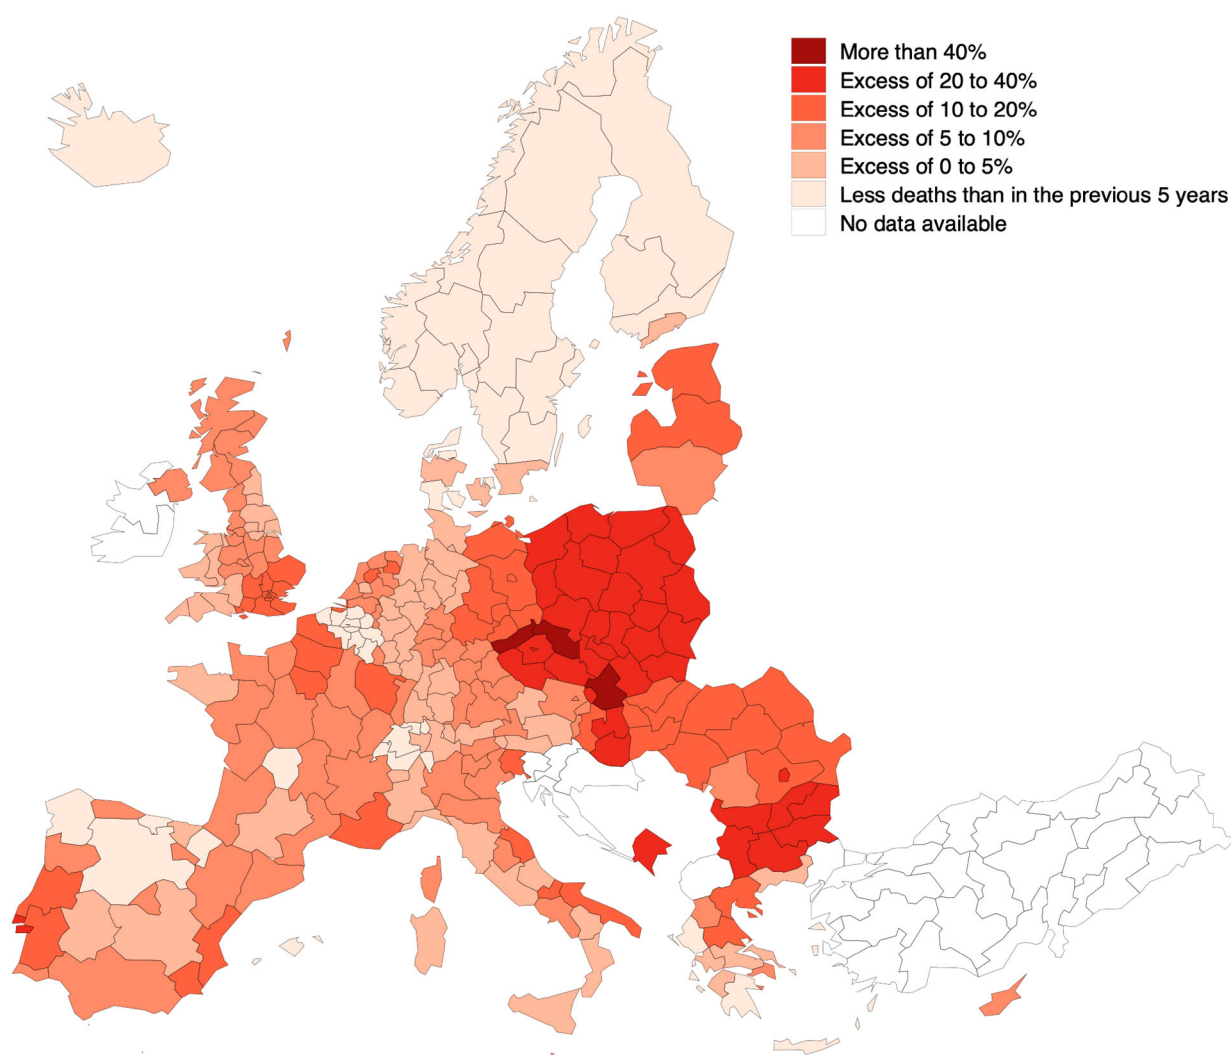 More than 40%
Excess of 20 to 40%
Excess of 10 to 20%
Excess of 5 to 10%
Excess of 0 to 5%
Less deaths than in the previous 5 years
No data available